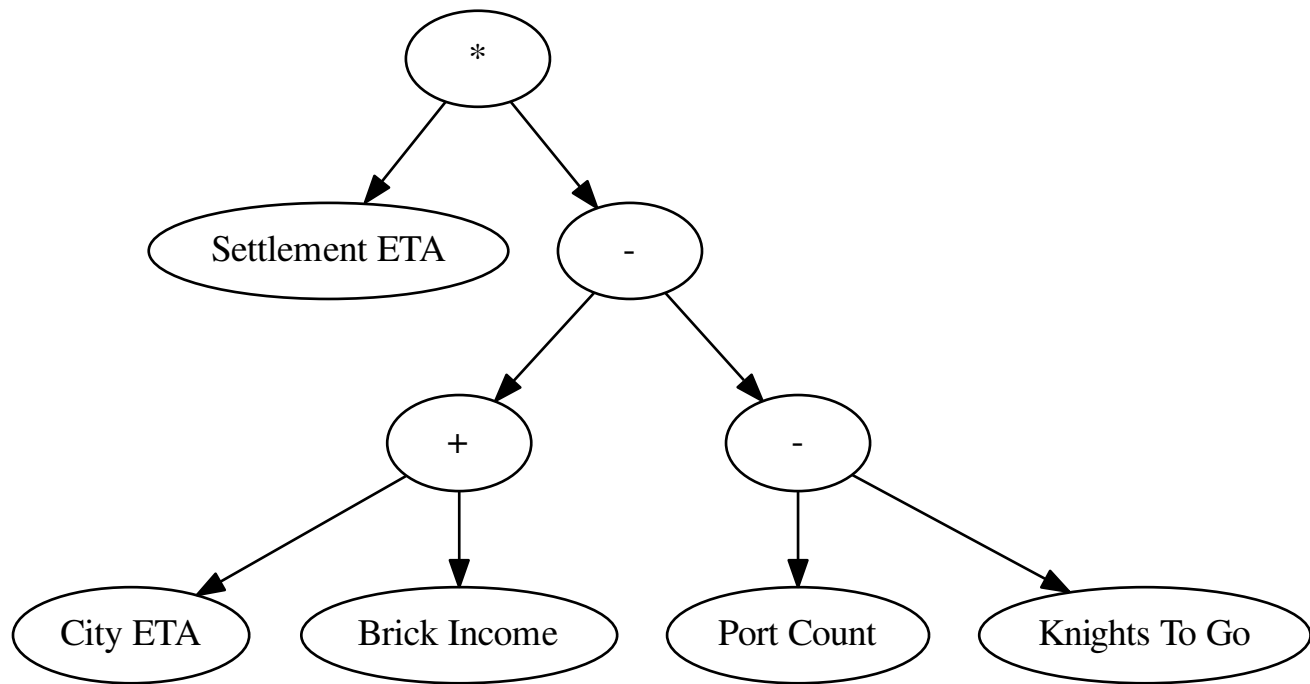 *
Settlement ETA
-
+
-
City ETA
Brick Income
Port Count
Knights To Go